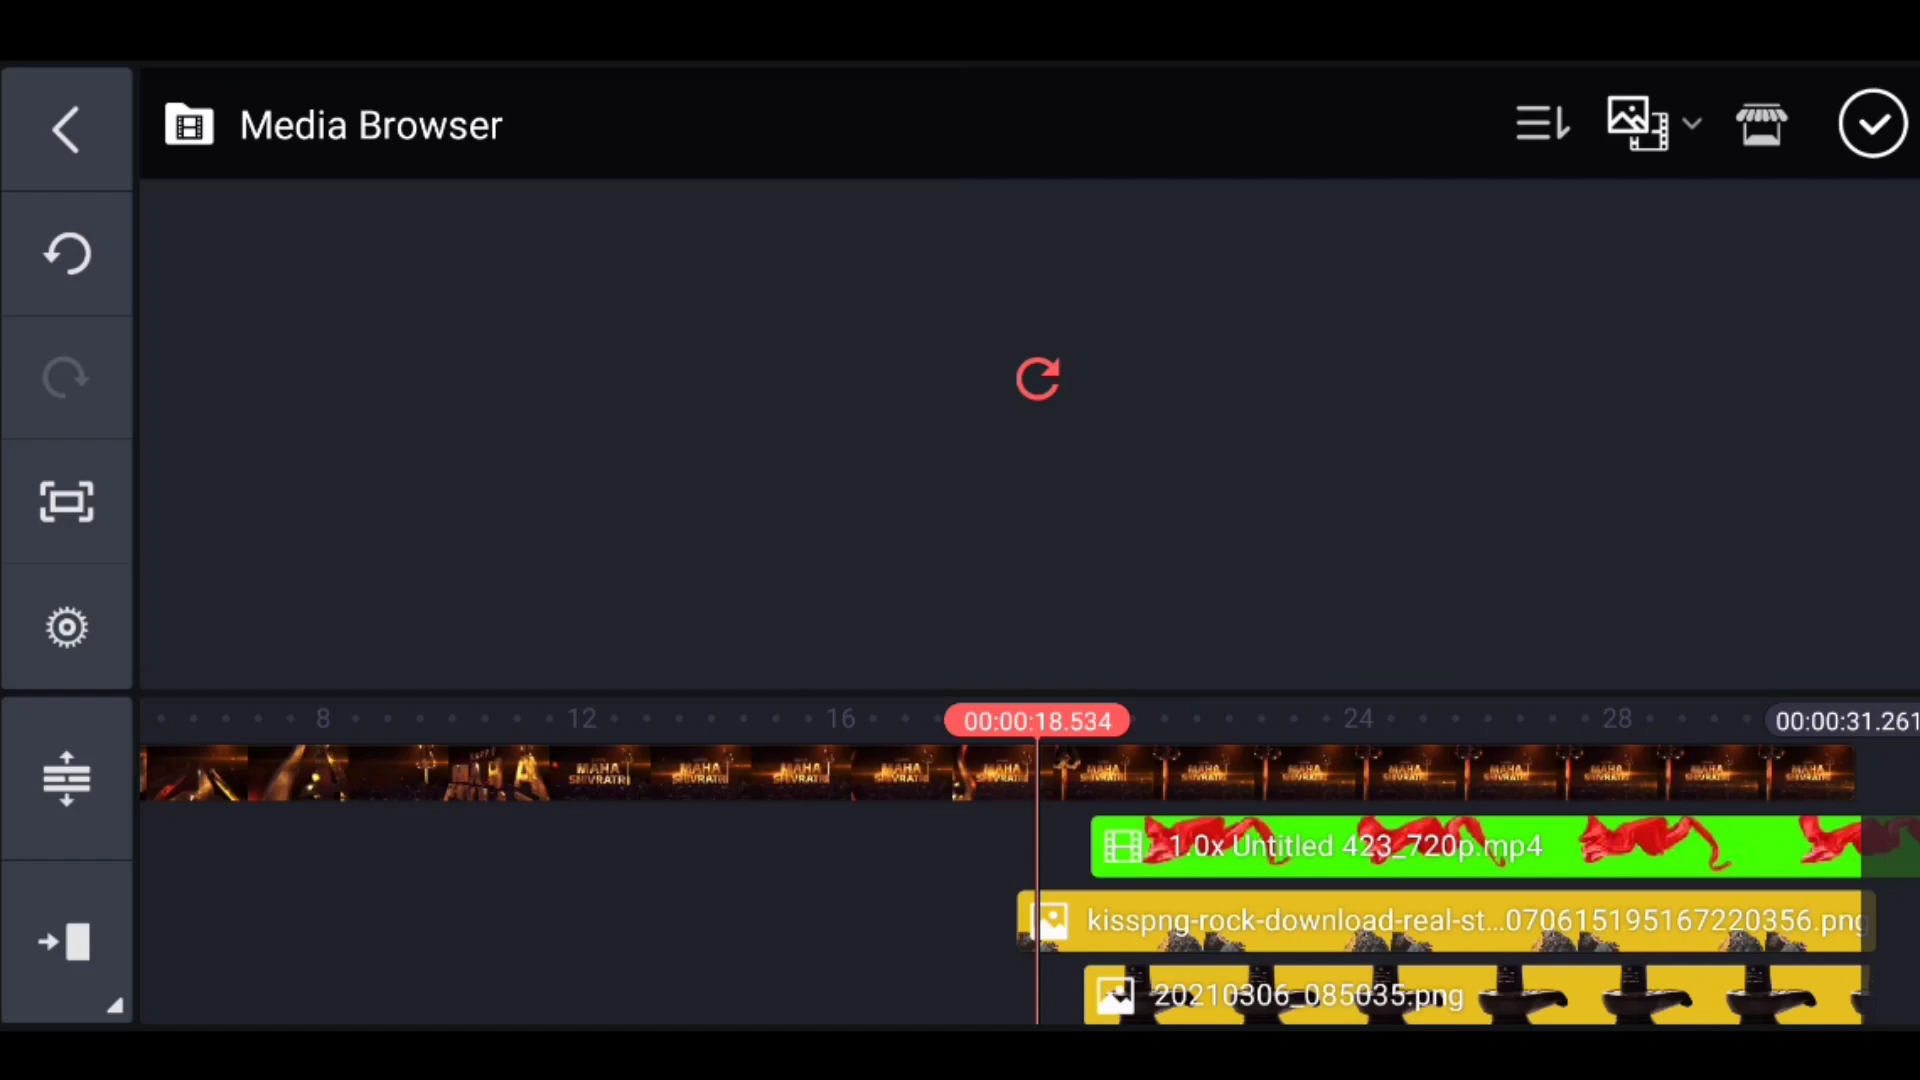 Media Browser
8 12 16 00:00:18.534 24 28 00:00:31.261
MAHA SHIVRATRI
1.0x Untitled 423_720p.mp4
kisspng-rock-download-real-st...070615195167220356.png
20210306_085035.png